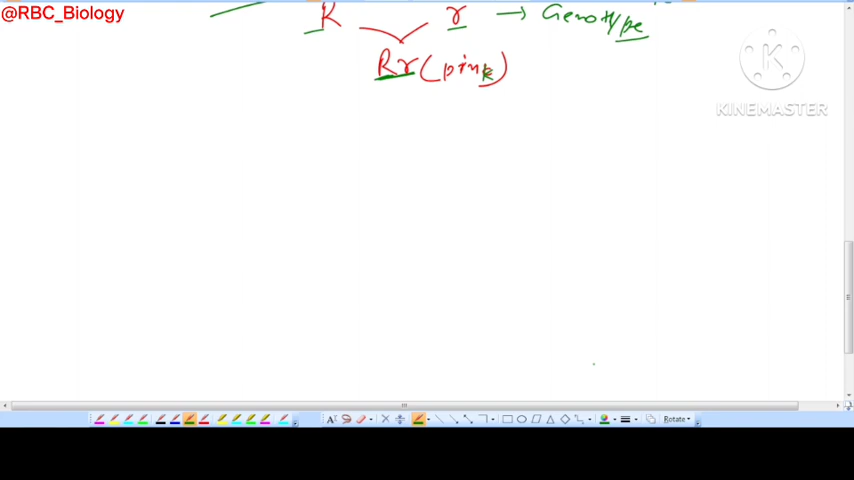 @RBC_Biology
R r → Genotype
Rr (pink)
KINEMASTER
Rotate